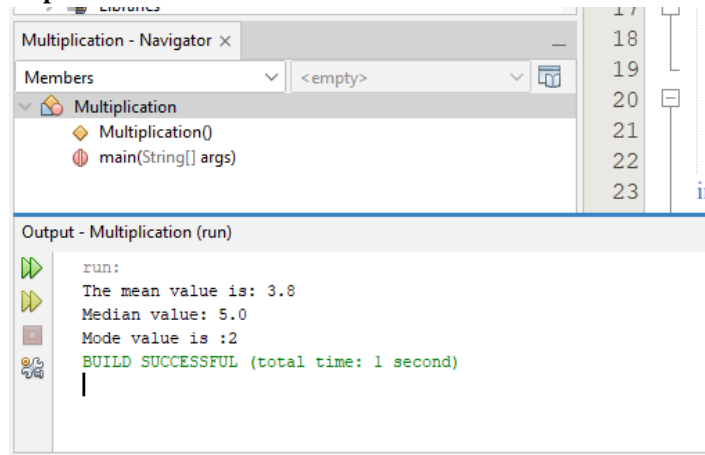 Libraries
17
Multiplication - Navigator ×
18
Members
<empty>
19
Multiplication
20
Multiplication()
21
main(String[] args)
22
23
Output - Multiplication (run)
run:
The mean value is: 3.8
Median value: 5.0
Mode value is :2
BUILD SUCCESSFUL (total time: 1 second)